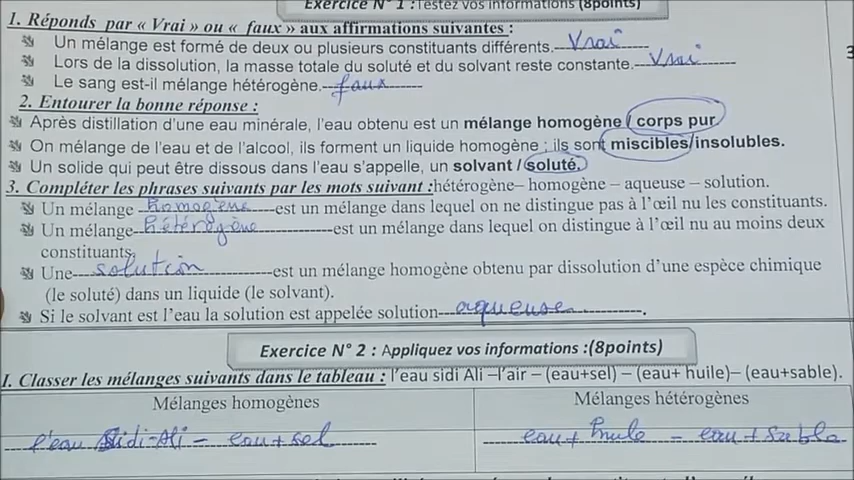 Exercice N° 1 : Testez vos informations (8points)
1. Réponds par « Vrai » ou « faux » aux affirmations suivantes :
Un mélange est formé de deux ou plusieurs constituants différents. Vrai
Lors de la dissolution, la masse totale du soluté et du solvant reste constante. Vrai
Le sang est-il mélange hétérogène. faux
2. Entourer la bonne réponse :
Après distillation d'une eau minérale, l'eau obtenu est un mélange homogène / corps pur.
On mélange de l'eau et de l'alcool, ils forment un liquide homogène ; ils sont miscibles/insolubles.
Un solide qui peut être dissous dans l'eau s'appelle, un solvant / soluté.
3. Compléter les phrases suivants par les mots suivant :hétérogène– homogène – aqueuse – solution.
Un mélange homogène est un mélange dans lequel on ne distingue pas à l'œil nu les constituants.
Un mélange hétérogène est un mélange dans lequel on distingue à l'œil nu au moins deux
constituants.
Une solution est un mélange homogène obtenu par dissolution d'une espèce chimique
(le soluté) dans un liquide (le solvant).
Si le solvant est l'eau la solution est appelée solution aqueuse.
Exercice N° 2 : Appliquez vos informations :(8points)
I. Classer les mélanges suivants dans le tableau : l'eau sidi Ali –l'air – (eau+sel) – (eau+ huile)– (eau+sable).
Mélanges homogènes Mélanges hétérogènes
l'eau Sidi-Ali – eau+sel eau+ huile – eau+sable